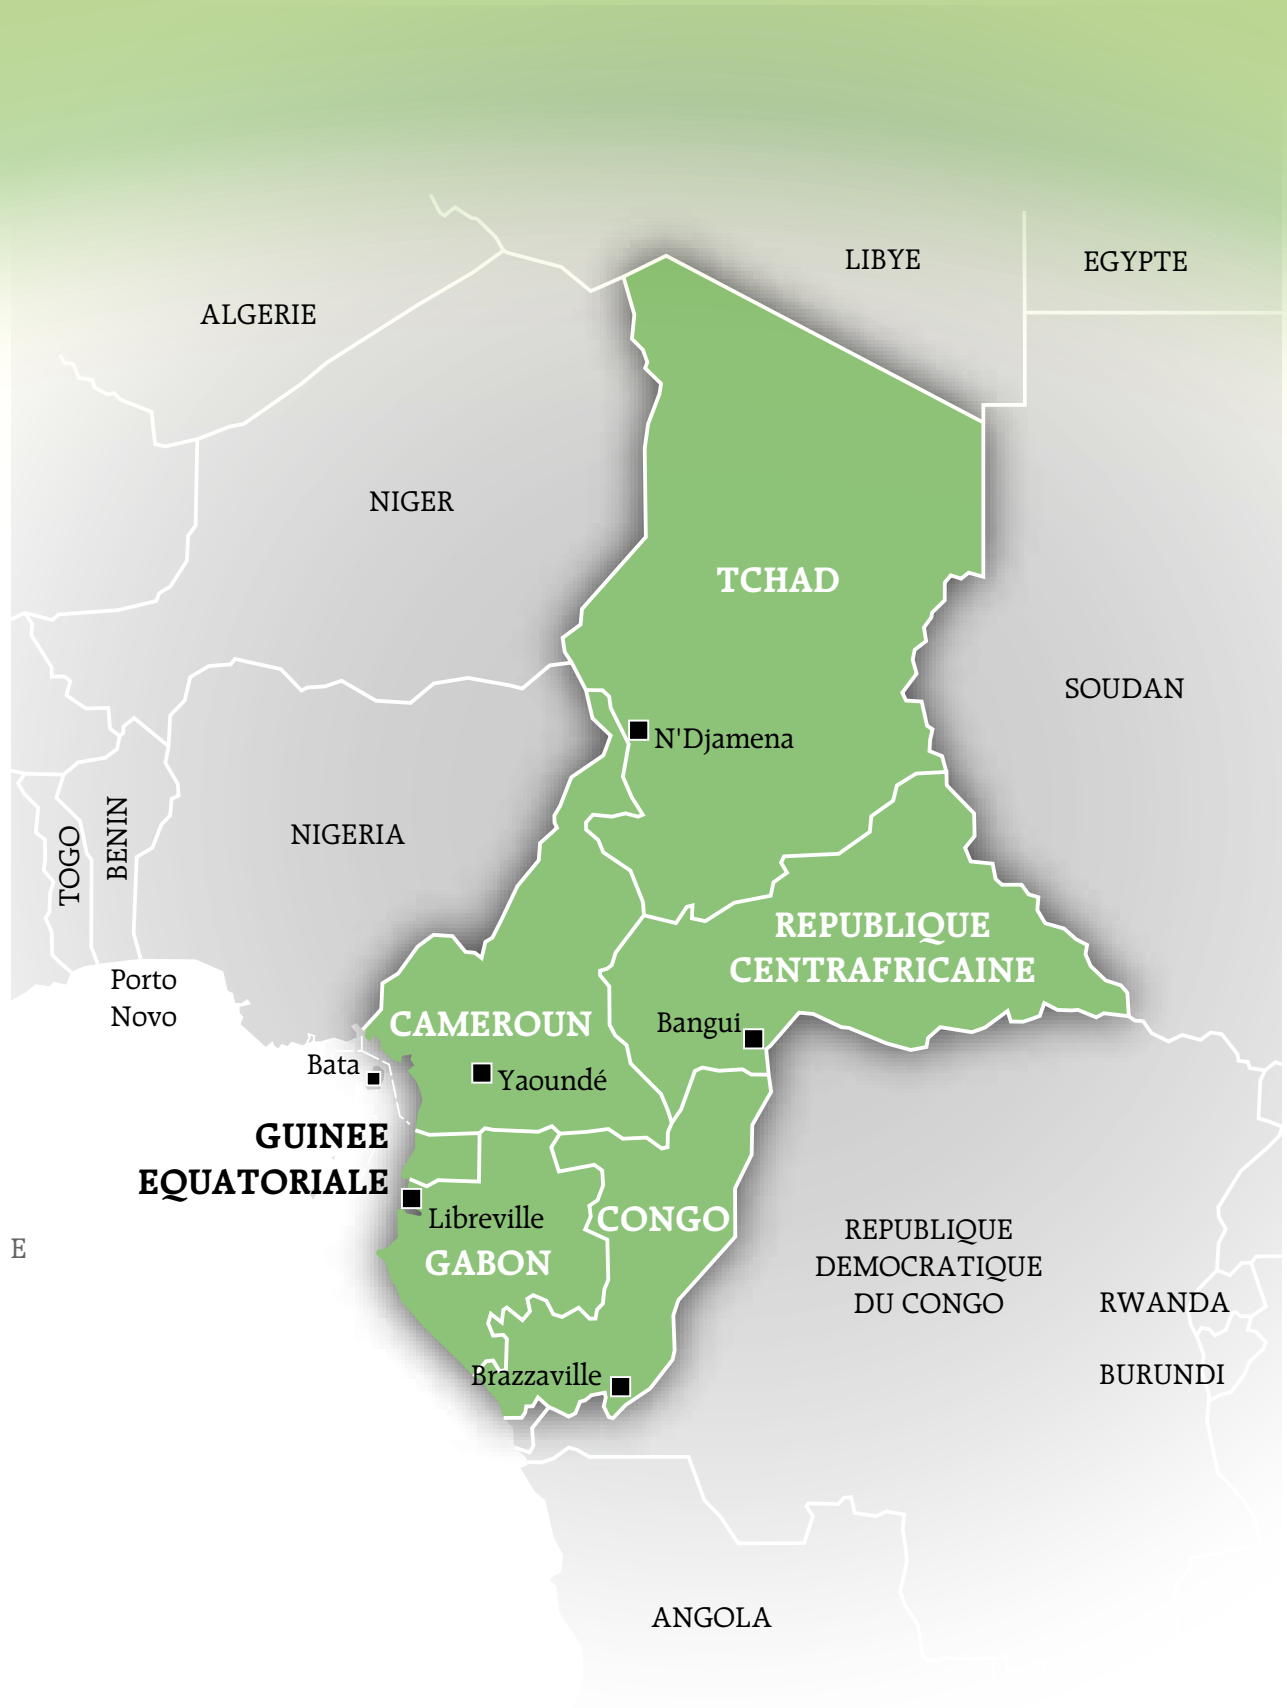 LIBYE
EGYPTE
ALGERIE
NIGER
TCHAD
SOUDAN
N'Djamena
NIGERIA
BENIN
TOGO
REPUBLIQUE
CENTRAFRICAINE
Porto
Novo
CAMEROUN
Bangui
Bata
Yaoundé
GUINEE
EQUATORIALE
Libreville
CONGO
E
GABON
REPUBLIQUE
DEMOCRATIQUE
DU CONGO
RWANDA
Brazzaville
BURUNDI
ANGOLA